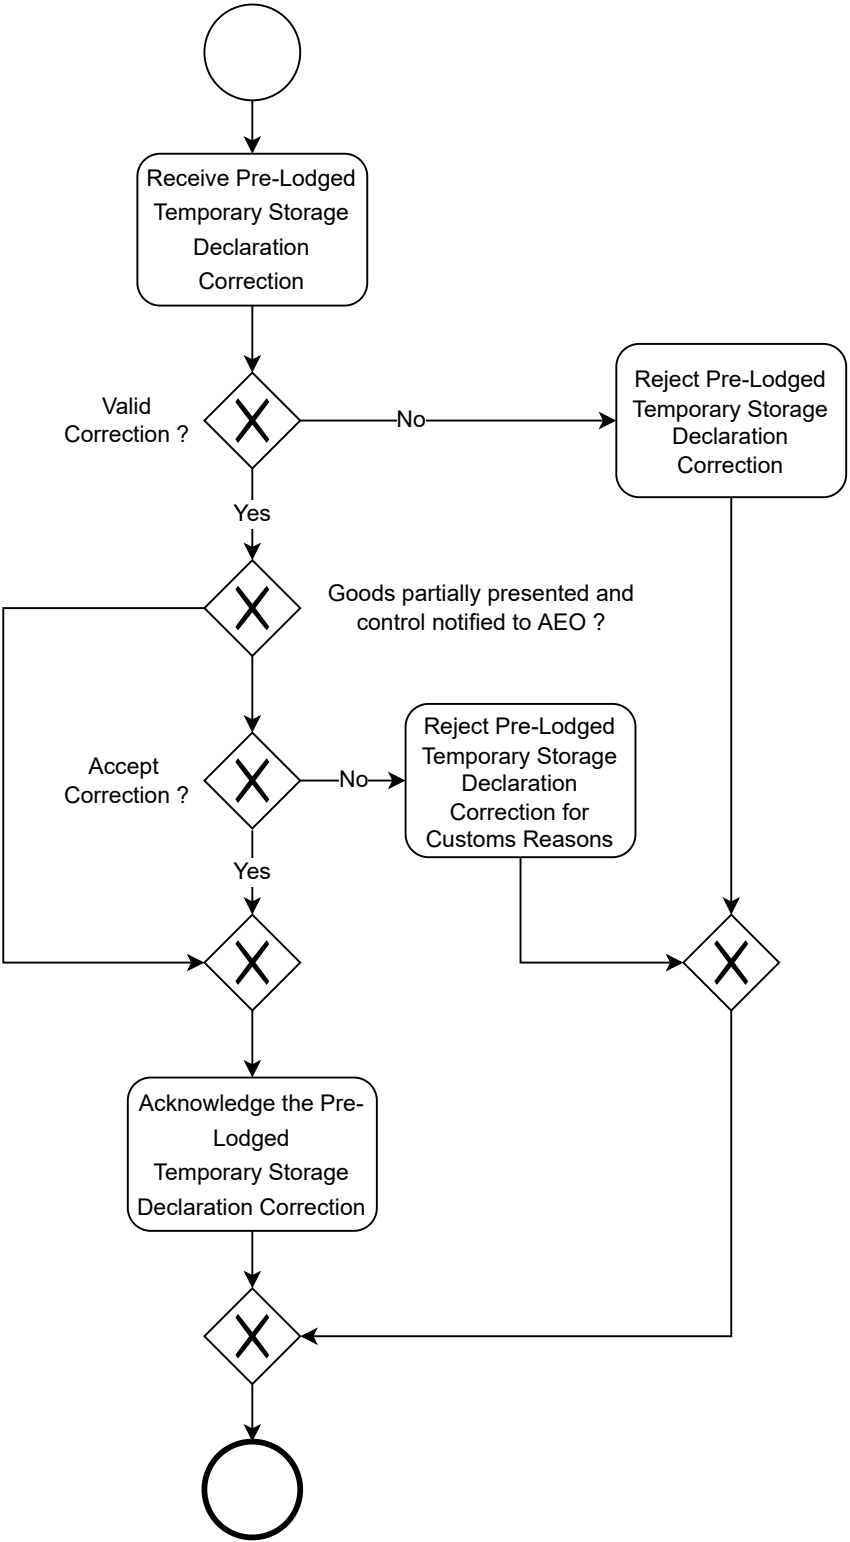 Receive Pre-Lodged
Temporary Storage
Declaration
Correction
Valid
Correction ?
No
Reject Pre-Lodged
Temporary Storage
Declaration
Correction
Yes
Goods partially presented and
control notified to AEO ?
Accept
Correction ?
No
Reject Pre-Lodged
Temporary Storage
Declaration
Correction for
Customs Reasons
Yes
Acknowledge the Pre-
Lodged
Temporary Storage
Declaration Correction